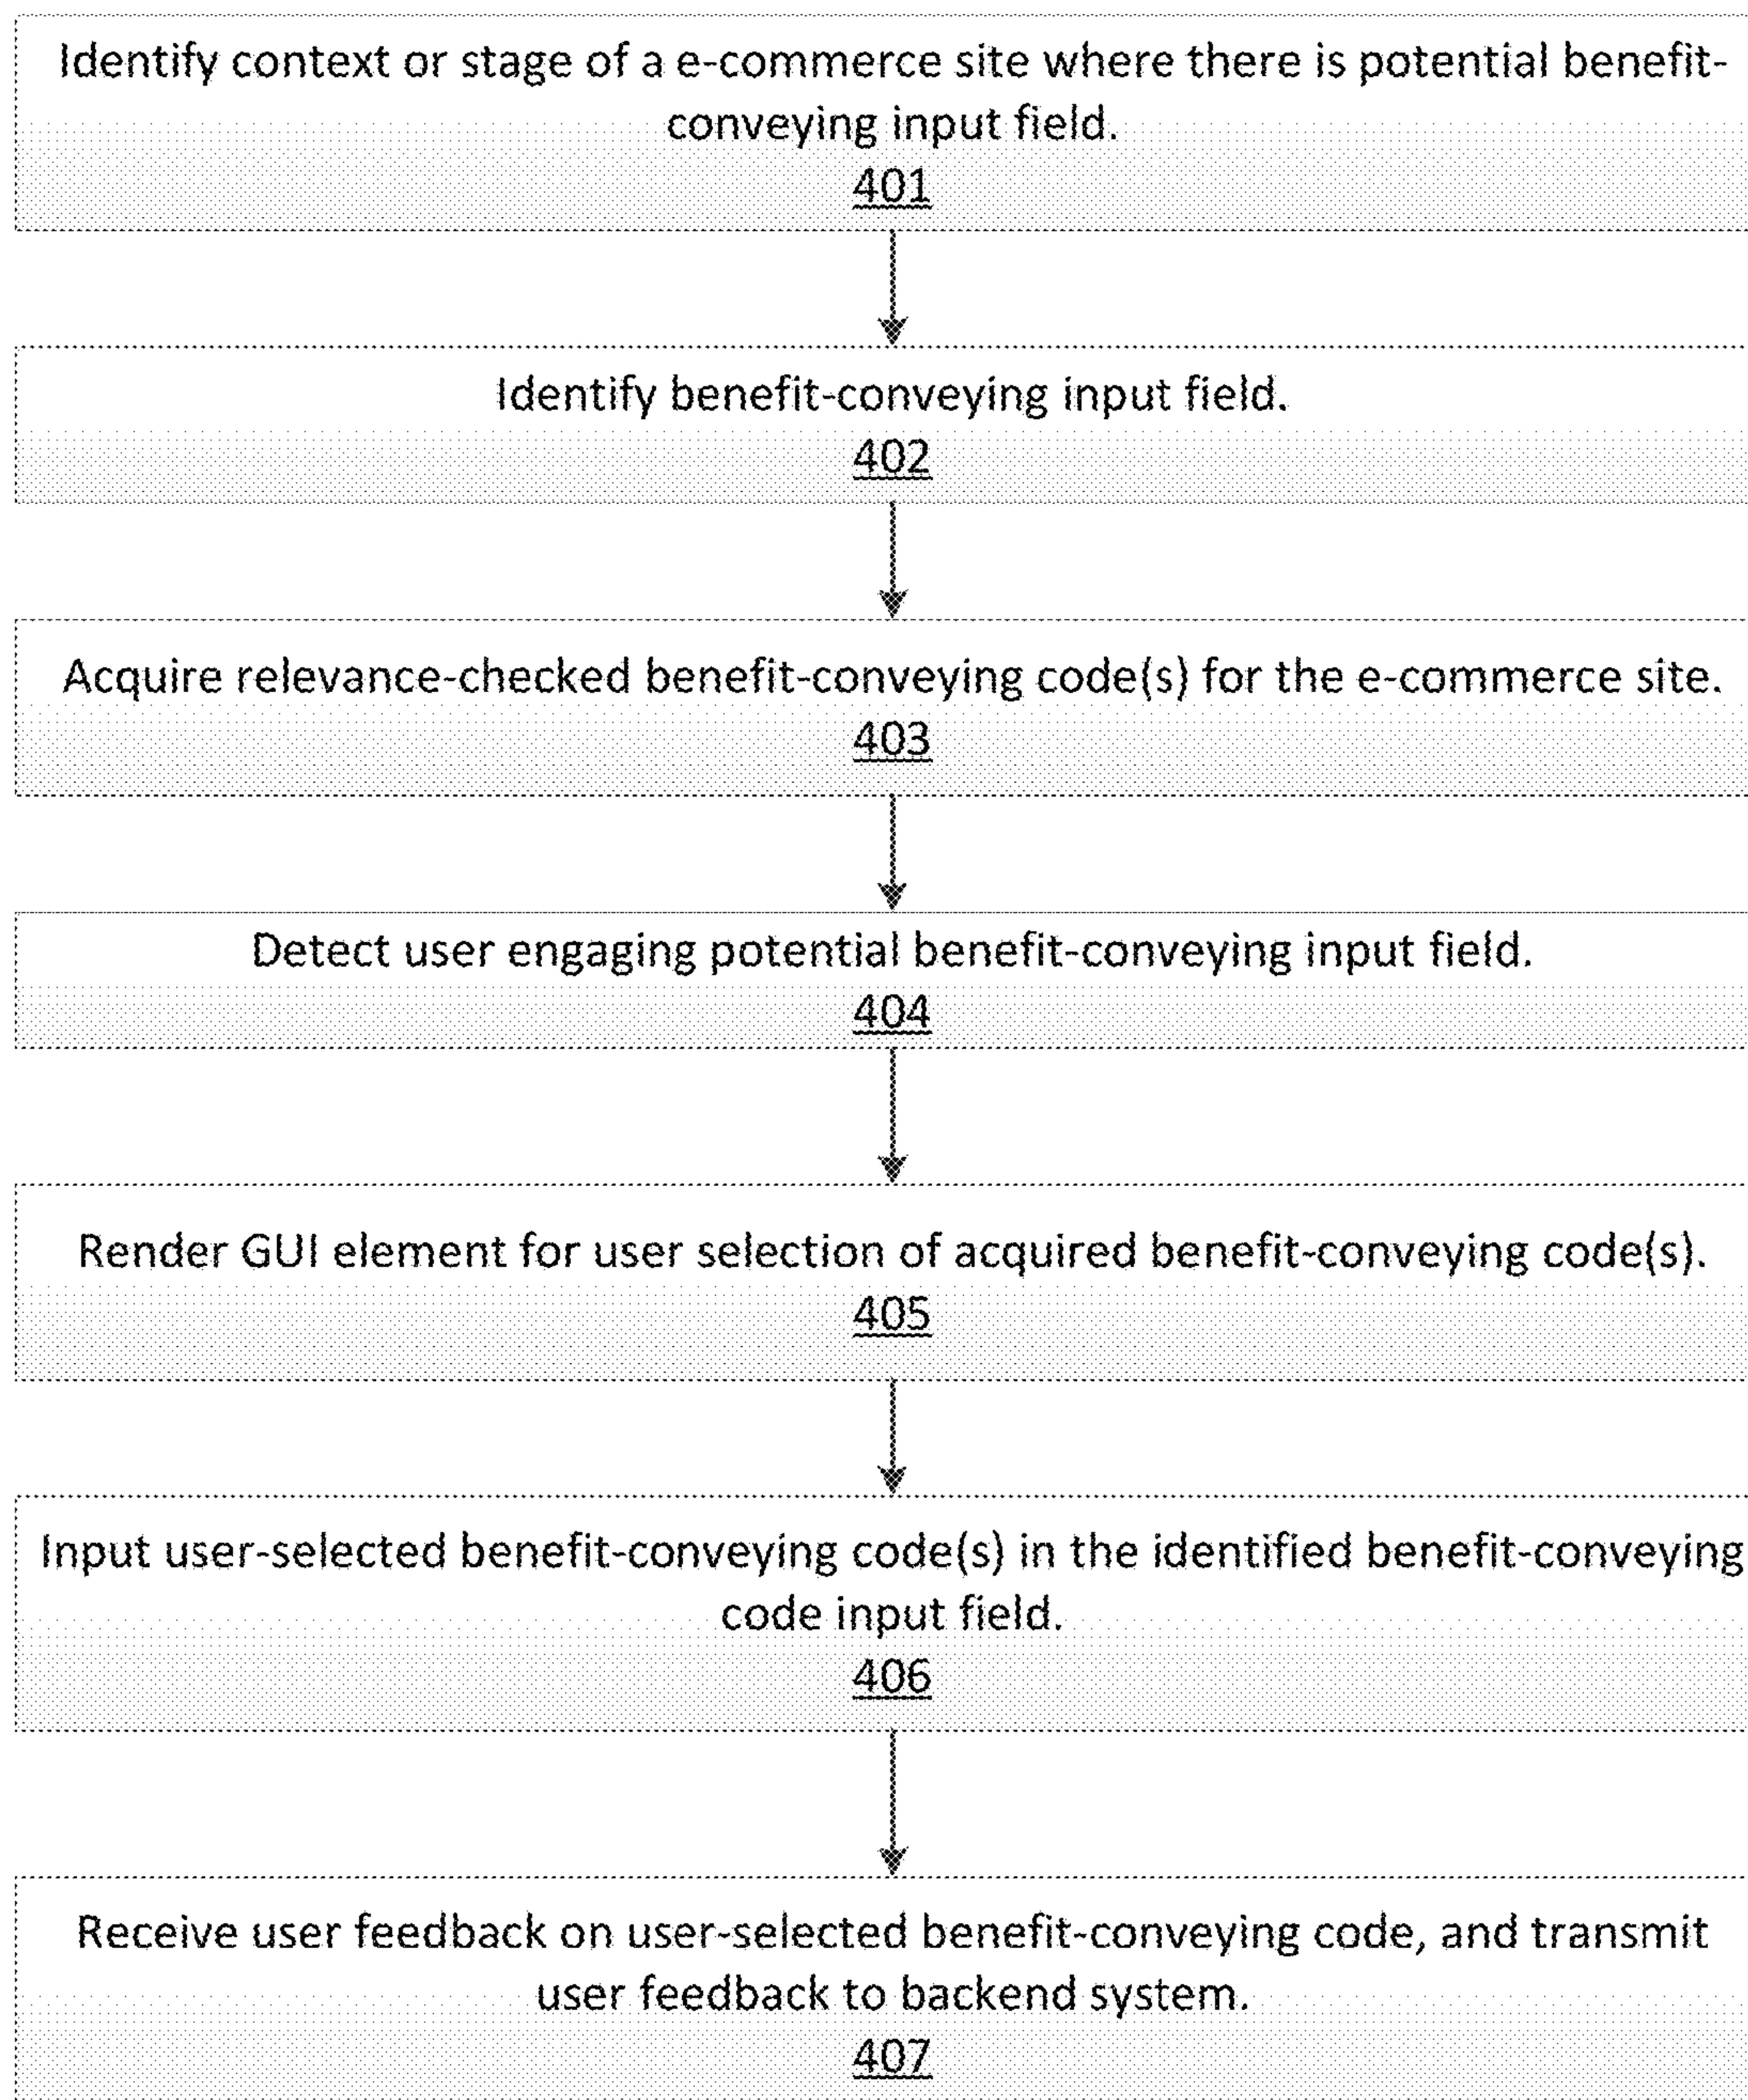 Identify context or stage of a e-commerce site where there is potential benefit-
conveying input field.
401
Identify benefit-conveying input field.
402
Acquire relevance-checked benefit-conveying code(s) for the e-commerce site.
403
Detect user engaging potential benefit-conveying input field.
404
Render GUI element for user selection of acquired benefit-conveying code(s).
405
Input user-selected benefit-conveying code(s) in the identified benefit-conveying
code input field.
406
Receive user feedback on user-selected benefit-conveying code, and transmit
user feedback to backend system.
407